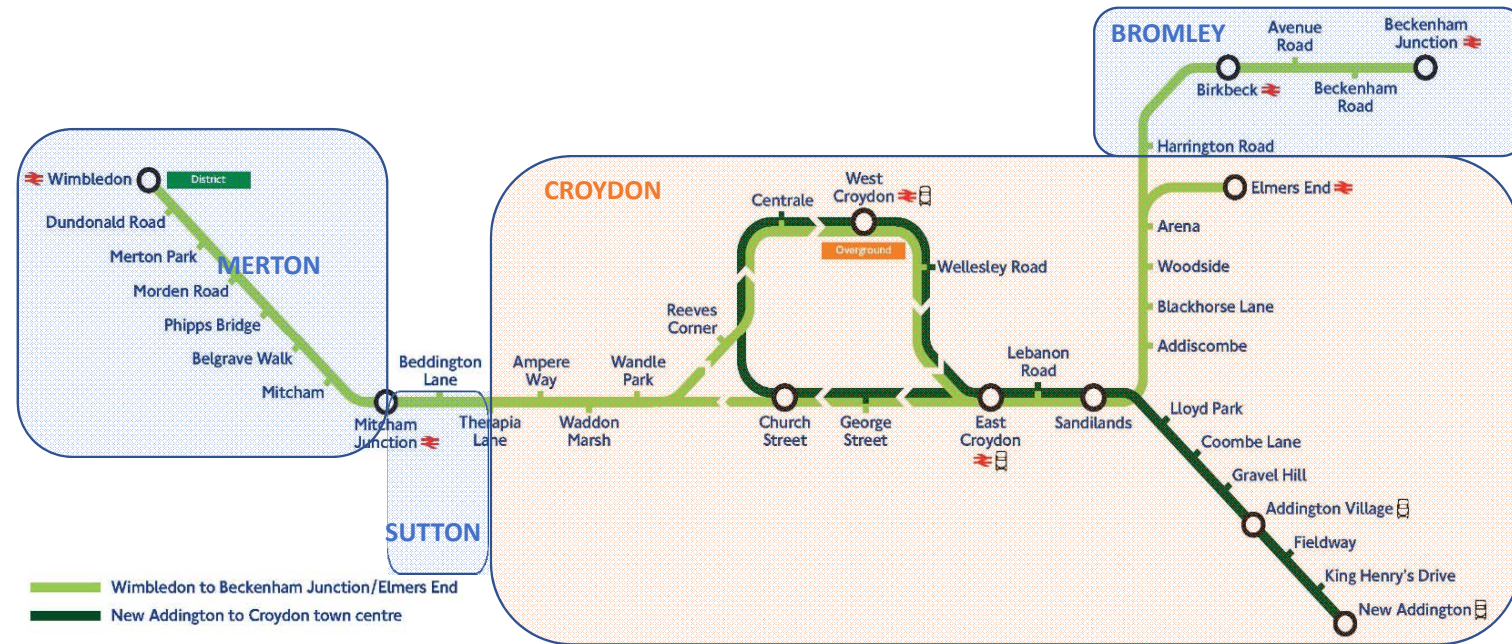 BROMLEY
Avenue
Road
Beckenham
Junction
Birkbeck
Beckenham
Road
Harrington Road
Wimbledon
District
Dundonald Road
Merton Park
MERTON
Morden Road
Phipps Bridge
Belgrave Walk
Mitcham
Mitcham
Junction
SUTTON
Beddington
Lane
Therapia
Lane
CROYDON
Ampere
Way
Waddon
Marsh
Wandle
Park
Reeves
Corner
Centrale
West
Croydon
Overground
Wellesley Road
Church
Street
George
Street
East
Croydon
Lebanon
Road
Sandilands
Elmers End
Arena
Woodside
Blackhorse Lane
Addiscombe
Lloyd Park
Coombe Lane
Gravel Hill
Addington Village
Fieldway
King Henry's Drive
New Addington
Wimbledon to Beckenham Junction/Elmers End
New Addington to Croydon town centre